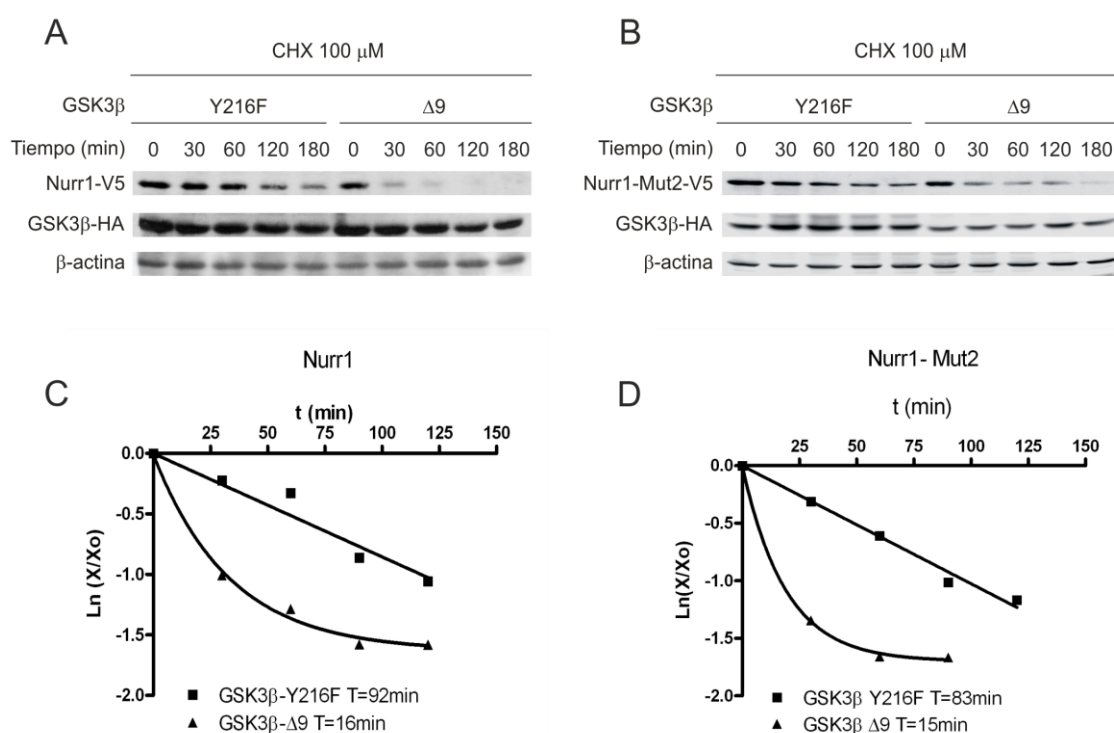 A
CHX 100 μM
GSK3β Y216F Δ9
Tiempo (min) 0 30 60 120 180 0 30 60 120 180
Nurr1-V5
GSK3β-HA
β-actina
B
CHX 100 μM
GSK3β Y216F Δ9
Tiempo (min) 0 30 60 120 180 0 30 60 120 180
Nurr1-Mut2-V5
GSK3β-HA
β-actina
C
Nurr1
t (min)
25 50 75 100 125 150
0.0
-0.5
-1.0
-1.5
-2.0
Ln (X/Xo)
GSK3β-Y216F T=92min
GSK3β-Δ9 T=16min
D
Nurr1- Mut2
t (min)
25 50 75 100 125 150
0.0
-0.5
-1.0
-1.5
-2.0
Ln(X/Xo)
GSK3β Y216F T=83min
GSK3β Δ9 T=15min